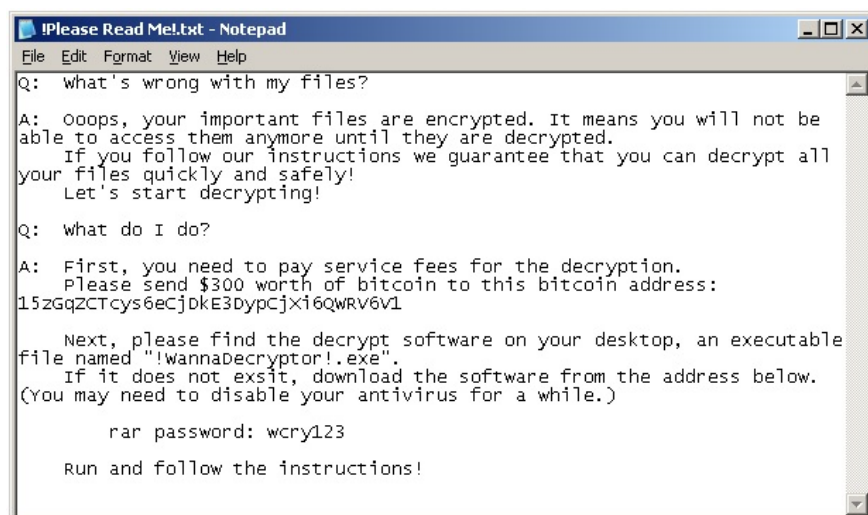 !Please Read Me!.txt - Notepad
File Edit Format View Help
Q: What's wrong with my files?
A: Ooops, your important files are encrypted. It means you will not be
able to access them anymore until they are decrypted.
If you follow our instructions we guarantee that you can decrypt all
your files quickly and safely!
Let's start decrypting!
Q: What do I do?
A: First, you need to pay service fees for the decryption.
Please send $300 worth of bitcoin to this bitcoin address:
15zGqZCTcys6eCjDkE3DypCjXi6QWRV6V1
Next, please find the decrypt software on your desktop, an executable
file named "!WannaDecryptor!.exe".
If it does not exsit, download the software from the address below.
(You may need to disable your antivirus for a while.)
rar password: wcry123
Run and follow the instructions!